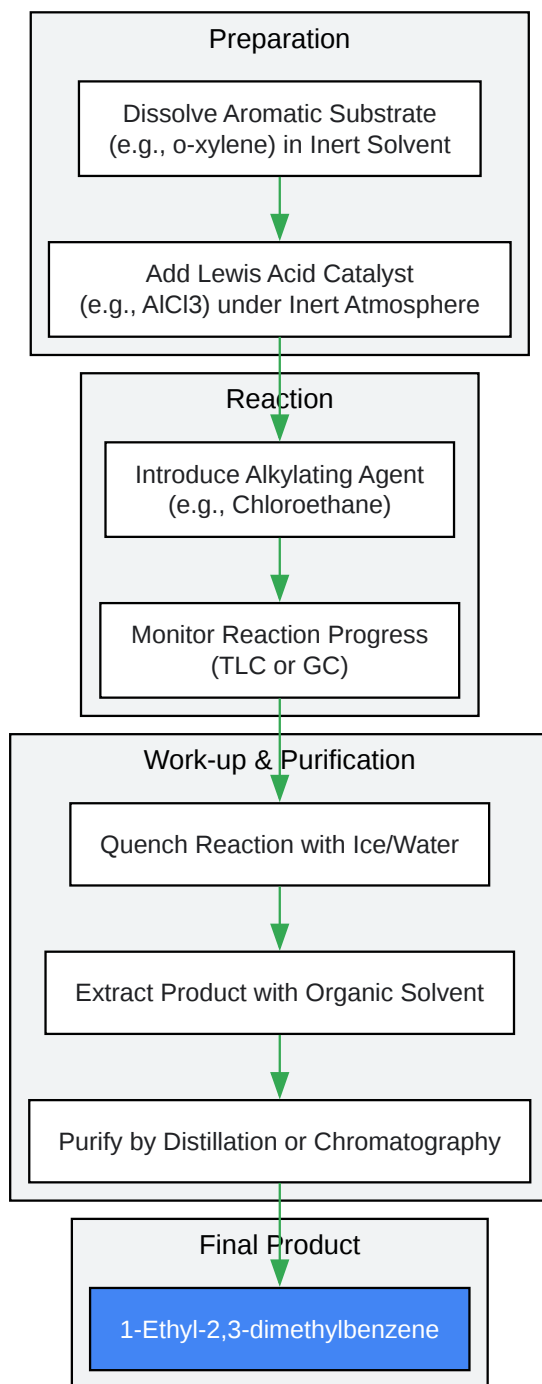 Preparation
Dissolve Aromatic Substrate
(e.g., o-xylene) in Inert Solvent
Add Lewis Acid Catalyst
(e.g., AlCl3) under Inert Atmosphere
Reaction
Introduce Alkylating Agent
(e.g., Chloroethane)
Monitor Reaction Progress
(TLC or GC)
Work-up & Purification
Quench Reaction with Ice/Water
Extract Product with Organic Solvent
Purify by Distillation or Chromatography
Final Product
1-Ethyl-2,3-dimethylbenzene